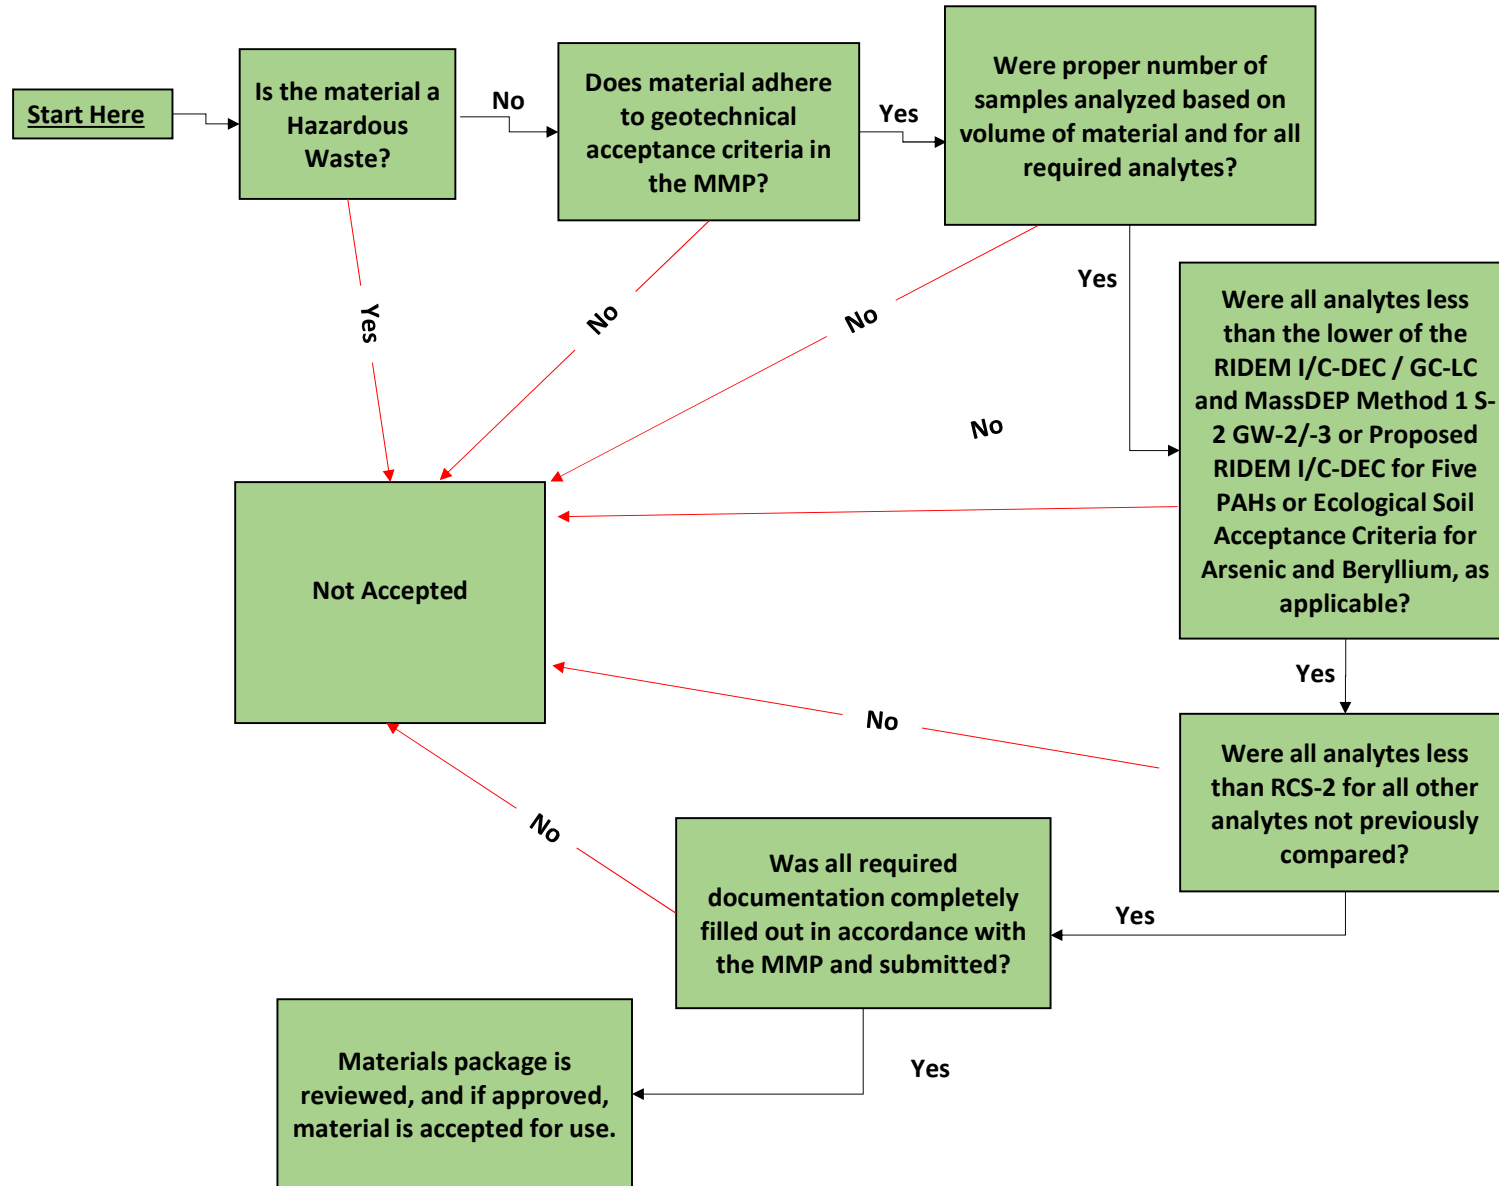 Start Here
Is the material a
Hazardous
Waste?
No
Does material adhere
to geotechnical
acceptance criteria in
the MMP?
Yes
Were proper number of
samples analyzed based on
volume of material and for all
required analytes?
Yes
No
No
Yes
Were all analytes less
than the lower of the
RIDEM I/C-DEC / GC-LC
and MassDEP Method 1 S-
2 GW-2/-3 or Proposed
RIDEM I/C-DEC for Five
PAHs or Ecological Soil
Acceptance Criteria for
Arsenic and Beryllium, as
applicable?
No
Not Accepted
Yes
No
Were all analytes less
than RCS-2 for all other
analytes not previously
compared?
No
Yes
Was all required
documentation completely
filled out in accordance with
the MMP and submitted?
Yes
Materials package is
reviewed, and if approved,
material is accepted for use.